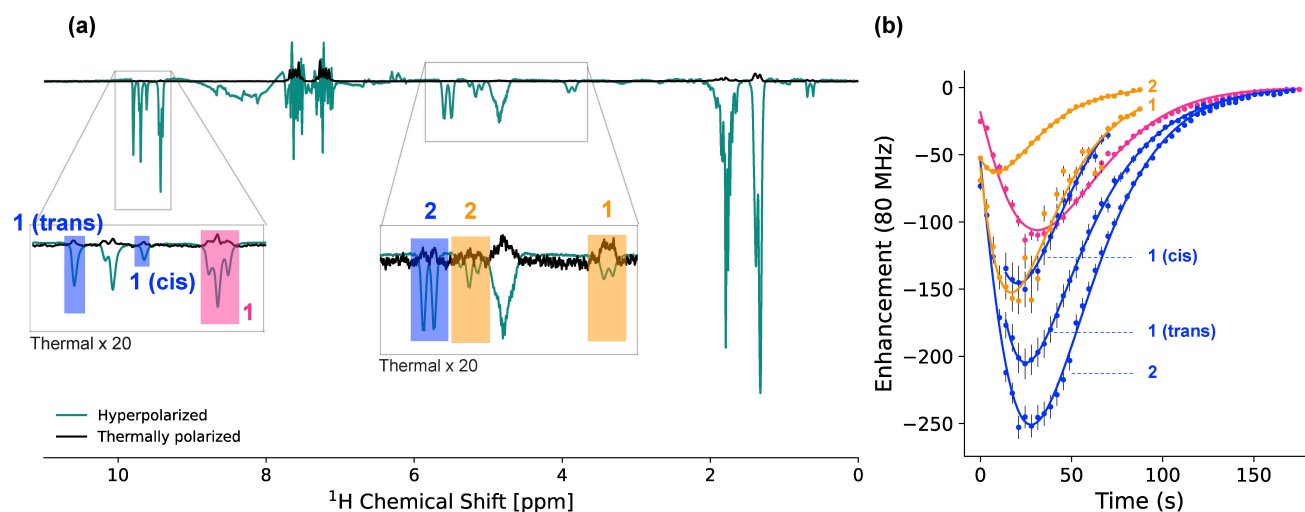 (a)
1 (trans)
1 (cis)
1
Thermal x 20
2 2 1
Thermal x 20
Hyperpolarized
Thermally polarized
10 8 6 4 2 0
¹H Chemical Shift [ppm]
(b)
Enhancement (80 MHz)
0
−50
−100
−150
−200
−250
2
1
1 (cis)
1 (trans)
2
0 50 100 150
Time (s)